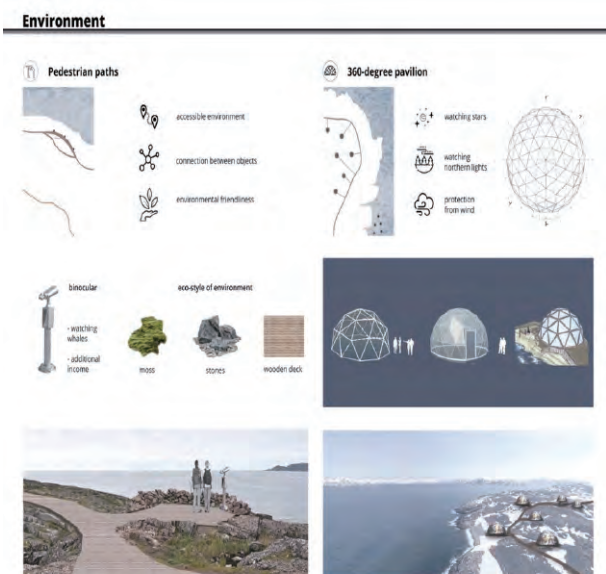 Environment
Pedestrian paths
accessible environment
connection between objects
environmental friendliness
360-degree pavilion
watching stars
watching
northern lights
protection
from wind
binocular
- watching
whales
- additional
income
eco-style of environment
moss
stones
wooden deck